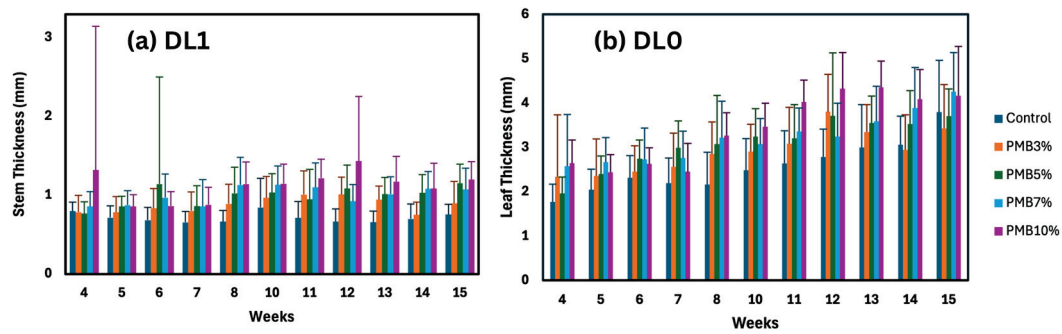 (a) DL1
Stem Thickness (mm)
3
2
1
0
4 5 6 7 8 10 11 12 13 14 15
Weeks
(b) DL0
Leaf Thickness (mm)
6
5
4
3
2
1
0
4 5 6 7 8 10 11 12 13 14 15
Weeks
Control
PMB3%
PMB5%
PMB7%
PMB10%